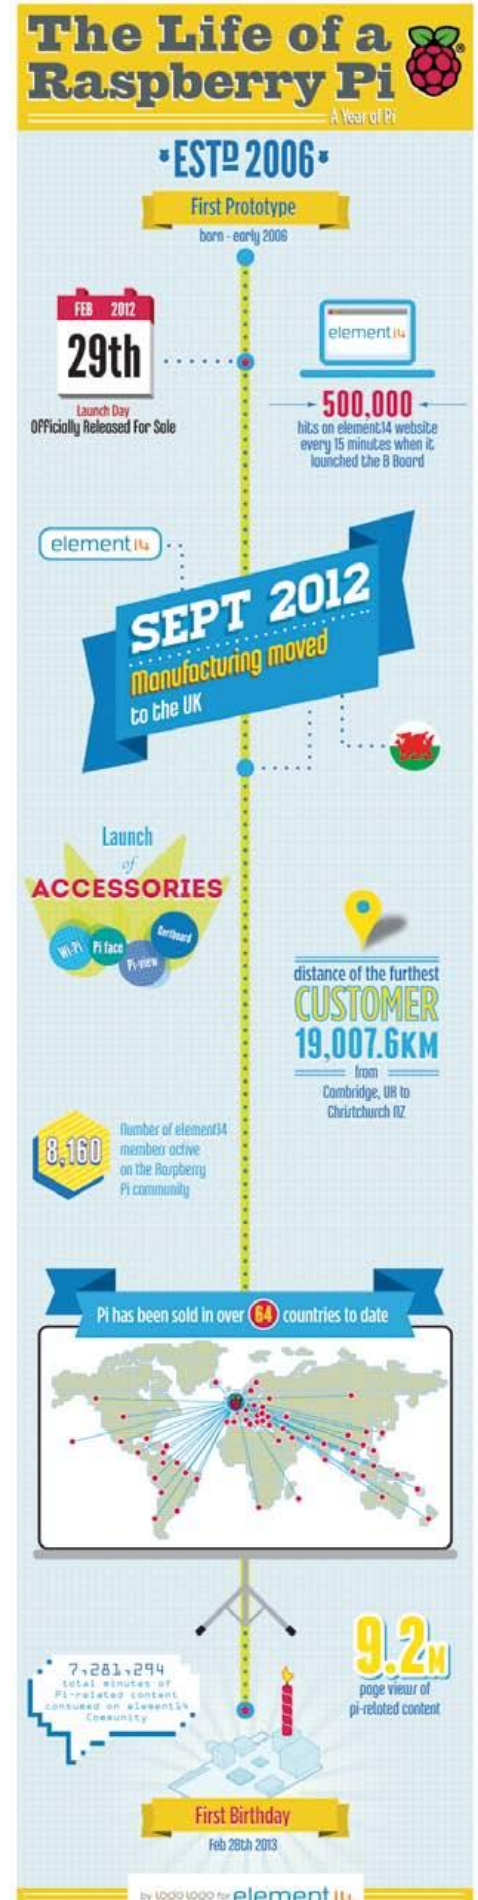 The Life of a
Raspberry Pi
A Year of Pi
ESTD 2006
First Prototype
born - early 2006
FEB 2012
29th
Launch Day
Officially Released For Sale
element14
500,000
hits on element14 website
every 15 minutes when it
launched the B Board
element14
SEPT 2012
Manufacturing moved
to the UK
Launch
of
ACCESSORIES
Wi-Pi
Pi face
Pi-view
Gertboard
distance of the furthest
CUSTOMER
19,007.6KM
from
Cambridge, UK to
Christchurch NZ
8,160
Number of element14
members active
on the Raspberry
Pi community
Pi has been sold in over 64 countries to date
7,281,294
total minutes of
Pi-related content
consumed on element14
Community
9.2M
page views of
pi-related content
First Birthday
Feb 28th 2013
by LOGO LOGO for element14